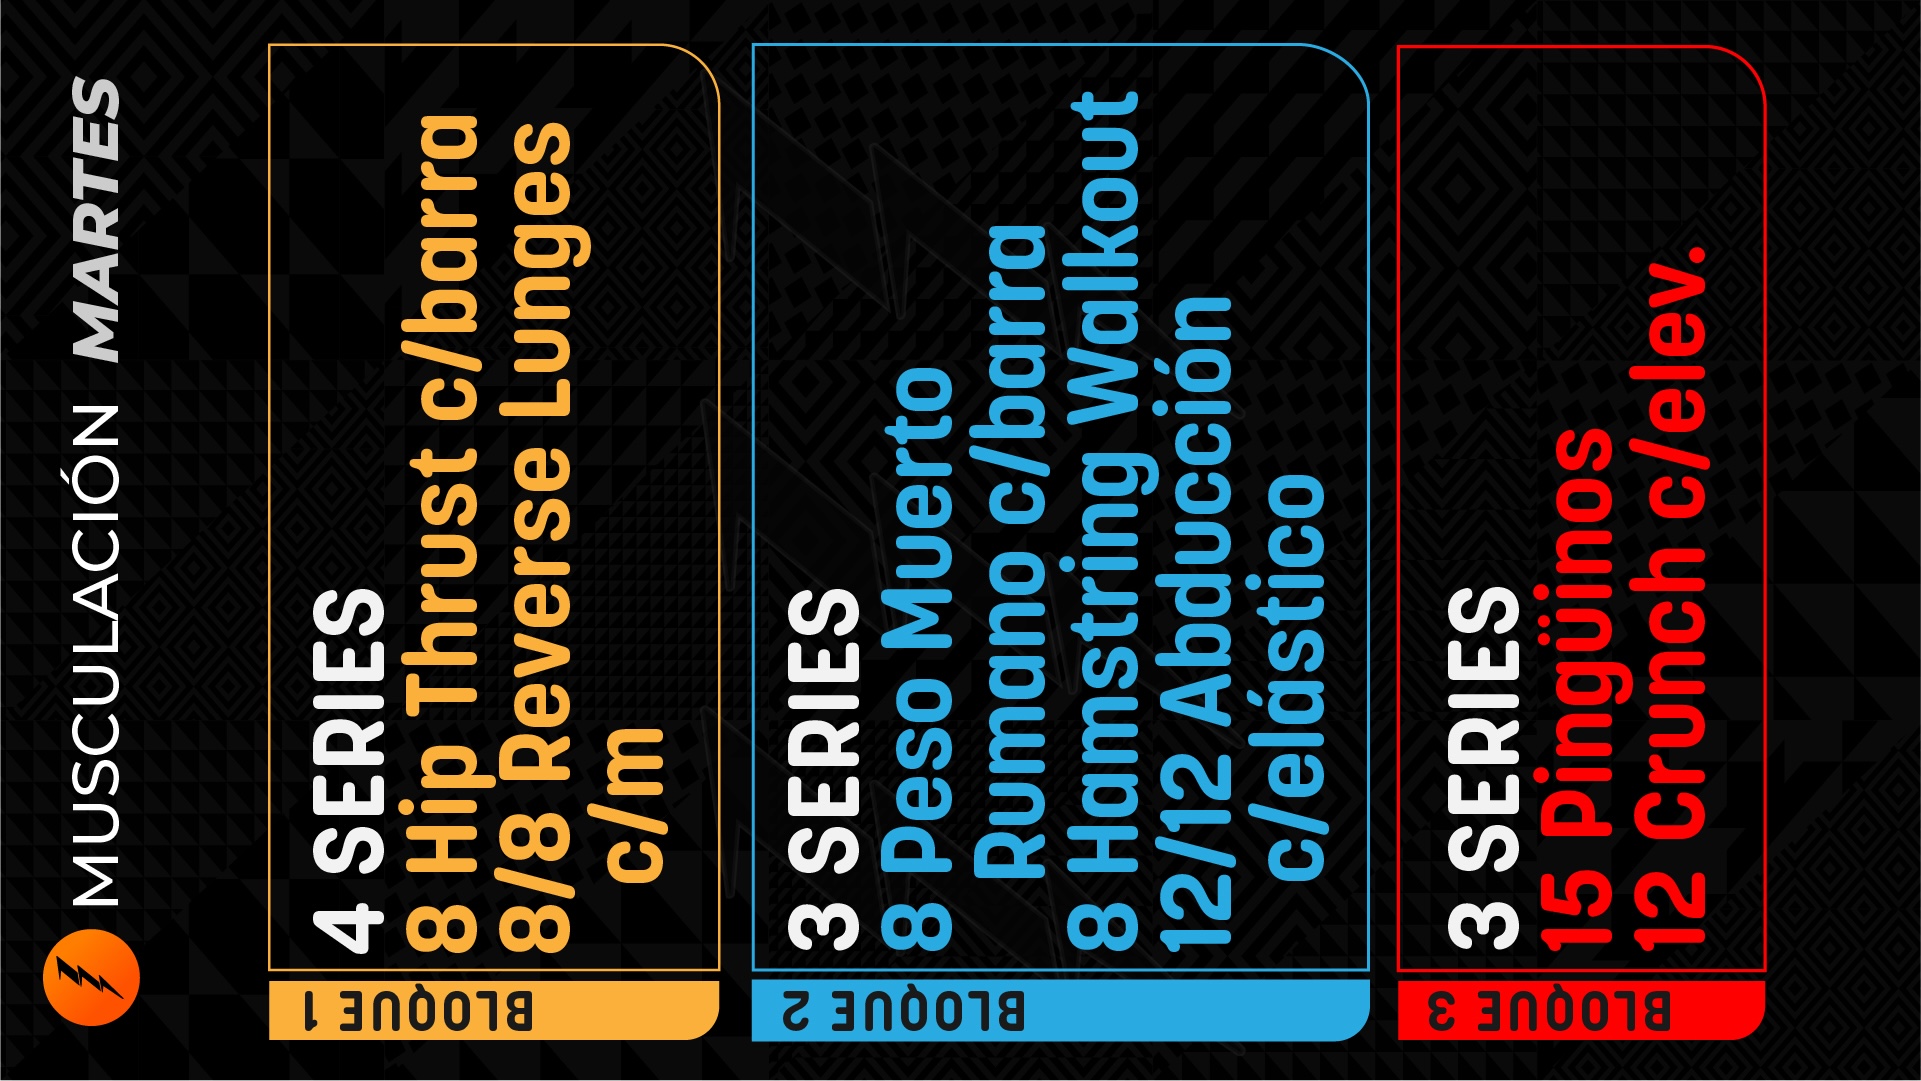 MUSCULACIÓN MARTES
BLOQUE 1
4 SERIES
8 Hip Thrust c/barra
8/8 Reverse Lunges
c/m
BLOQUE 2
3 SERIES
8 Peso Muerto
Rumano c/barra
8 Hamstring Walkout
12/12 Abducción
c/elástico
BLOQUE 3
3 SERIES
15 Pingüinos
12 Crunch c/elev.